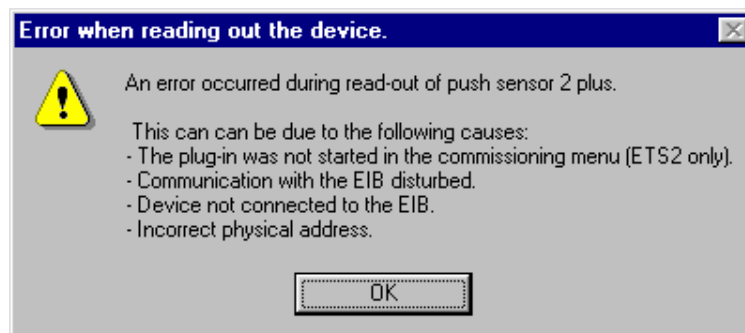 Error when reading out the device.
An error occurred during read-out of push sensor 2 plus.
This can can be due to the following causes:
- The plug-in was not started in the commissioning menu (ETS2 only).
- Communication with the EIB disturbed.
- Device not connected to the EIB.
- Incorrect physical address.
OK